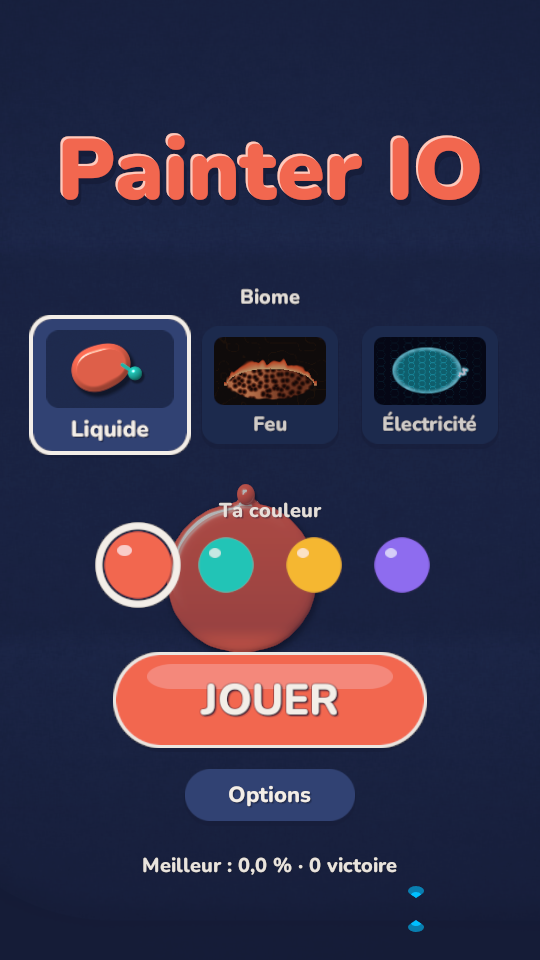 Painter IO
Biome
Liquide
Feu
Électricité
Ta couleur
JOUER
Options
Meilleur : 0,0 % · 0 victoire